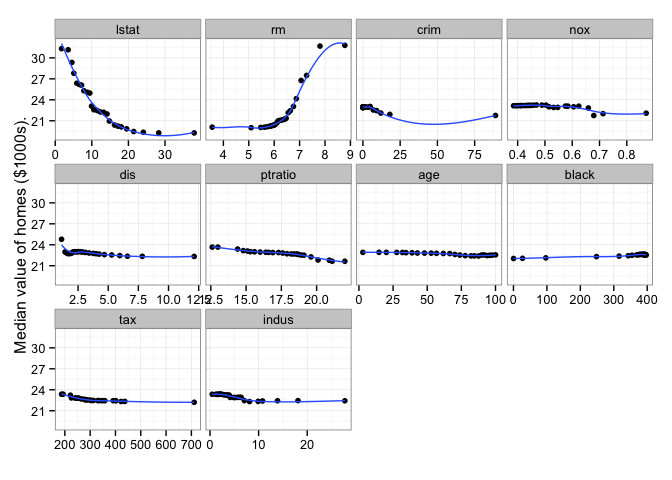 Median value of homes ($1000s).
lstat rm crim nox
30
27
24
21
0 10 20 30 4 5 6 7 8 9 0 25 50 75 0.4 0.5 0.6 0.7 0.8
dis ptratio age black
30
27
24
21
2.5 5.0 7.5 10.0 12.5 12.5 15.0 17.5 20.0 0 25 50 75 100 0 100 200 300 400
tax indus
30
27
24
21
200 300 400 500 600 700 0 10 20